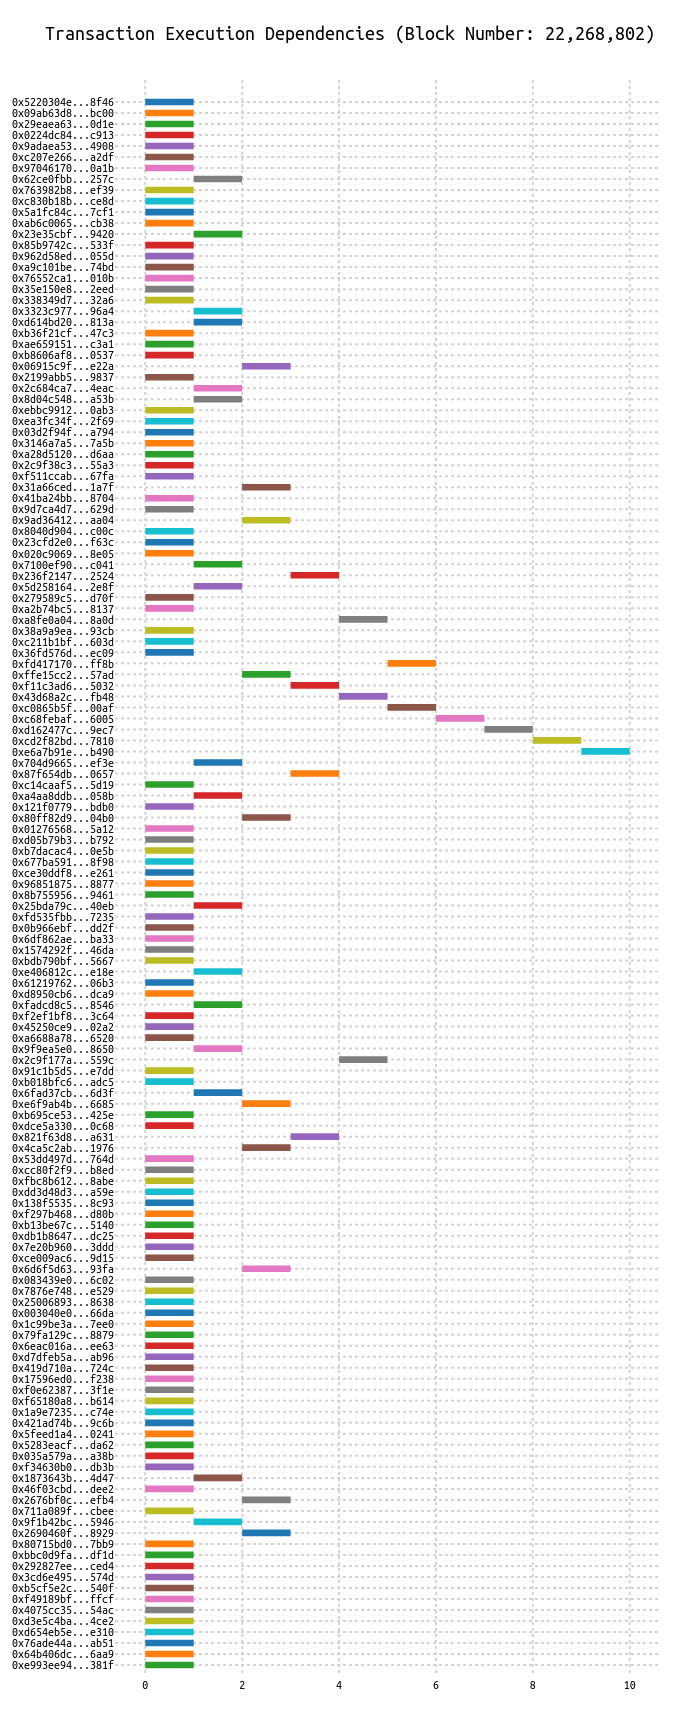 Transaction Execution Dependencies (Block Number: 22,268,802)
0x5220304e...8f46
0x09ab63d8...bc00
0x29eaea63...0d1e
0x0224dc84...c913
0x9adaea53...4908
0xc207e266...a2df
0x97046170...0a1b
0x62ce0fbb...257c
0x763982b8...ef39
0xc830b18b...ce8d
0x5a1fc84c...7cf1
0xab6c0065...cb38
0x23e35cbf...9420
0x85b9742c...533f
0x962d58ed...055d
0xa9c101be...74bd
0x76552ca1...010b
0x35e150e8...2eed
0x338349d7...32a6
0x3323c977...96a4
0xd614bd20...813a
0xb36f21cf...47c3
0xae659151...c3a1
0xb8606af8...0537
0x06915c9f...e22a
0x2199abb5...9837
0x2c684ca7...4eac
0x8d04c548...a53b
0xebbc9912...0ab3
0xea3fc34f...2f69
0x03d2f94f...a794
0x3146a7a5...7a5b
0xa28d5120...d6aa
0x2c9f38c3...55a3
0xf511ccab...67fa
0x31a66ced...1a7f
0x41ba24bb...8704
0x9d7ca4d7...629d
0x9ad36412...aa04
0x8040d904...c00c
0x23cfd2e0...f63c
0x020c9069...8e05
0x7100ef90...c041
0x236f2147...2524
0x5d258164...2e8f
0x279589c5...d70f
0xa2b74bc5...8137
0xa8fe0a04...8a0d
0x38a9a9ea...93cb
0xc211b1bf...603d
0x36fd576d...ec09
0xfd417170...ff8b
0xffe15cc2...57ad
0xf11c3ad6...5032
0x43d68a2c...fb48
0xc0865b5f...00af
0xc68febaf...6005
0xd162477c...9ec7
0xcd2f82bd...7810
0xe6a7b91e...b490
0x704d9665...ef3e
0x87f654db...0657
0xc14caaf5...5d19
0xa4aa8ddb...058b
0x121f0779...bdb0
0x80ff82d9...04b0
0x01276568...5a12
0xd05b79b3...b792
0xb7dacac4...0e5b
0x677ba591...8f98
0xce30ddf8...e261
0x96851875...8877
0x8b755956...9461
0x25bda79c...40eb
0xfd535fbb...7235
0x0b966ebf...dd2f
0x6df862ae...ba33
0x1574292f...46da
0xbdb790bf...5667
0xe406812c...e18e
0x61219762...06b3
0xd8950cb6...dca9
0xfadcd8c5...8546
0xf2ef1bf8...3c64
0x45250ce9...02a2
0xa6688a78...6520
0x9f9ea5e0...8650
0x2c9f177a...559c
0x91c1b5d5...e7dd
0xb018bfc6...adc5
0x6fad37cb...6d3f
0xe6f9ab4b...6685
0xb695ce53...425e
0xdce5a330...0c68
0x821f63d8...a631
0x4ca5c2ab...1976
0x53dd497d...764d
0xcc80f2f9...b8ed
0xfbc8b612...8abe
0xdd3d48d3...a59e
0x138f5535...8c93
0xf297b468...d80b
0xb13be67c...5140
0xdb1b8647...dc25
0x7e20b960...3ddd
0xce009ac6...9d15
0x6d6f5d63...93fa
0x083439e0...6c02
0x7876e748...e529
0x25006893...8638
0x003040e0...66da
0x1c99be3a...7ee0
0x79fa129c...8879
0x6eac016a...ee63
0xd7dfeb5a...ab96
0x419d710a...724c
0x17596ed0...f238
0xf0e62387...3f1e
0xf65180a8...b614
0x1a9e7235...c74e
0x421ad74b...9c6b
0x5feed1a4...0241
0x5283eacf...da62
0x035a579a...a38b
0xf34630b0...db3b
0x1873643b...4d47
0x46f03cbd...dee2
0x2676bf0c...efb4
0x711a089f...cbee
0x9f1b42bc...5946
0x2690460f...8929
0x80715bd0...7bb9
0xbbc0d9fa...df1d
0x292827ee...ced4
0x3cd6e495...574d
0xb5cf5e2c...540f
0xf49189bf...ffcf
0x4075cc35...54ac
0xd3e5c4ba...4ce2
0xd654eb5e...e310
0x76ade44a...ab51
0x64b406dc...6aa9
0xe993ee94...381f
0 2 4 6 8 10